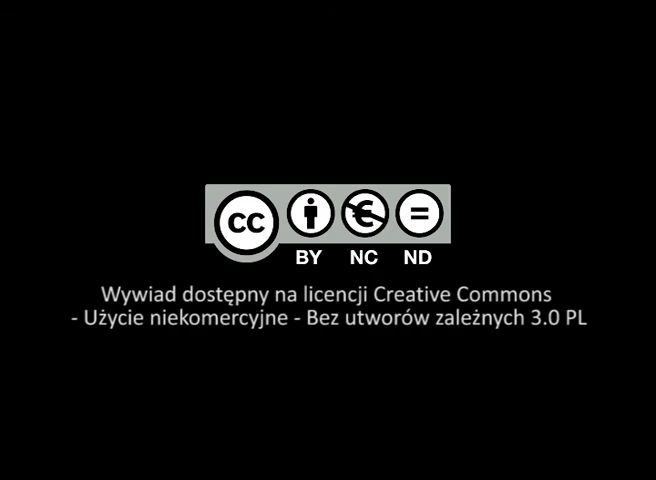 CC
BY NC ND
Wywiad dostępny na licencji Creative Commons
- Użycie niekomercyjne - Bez utworów zależnych 3.0 PL